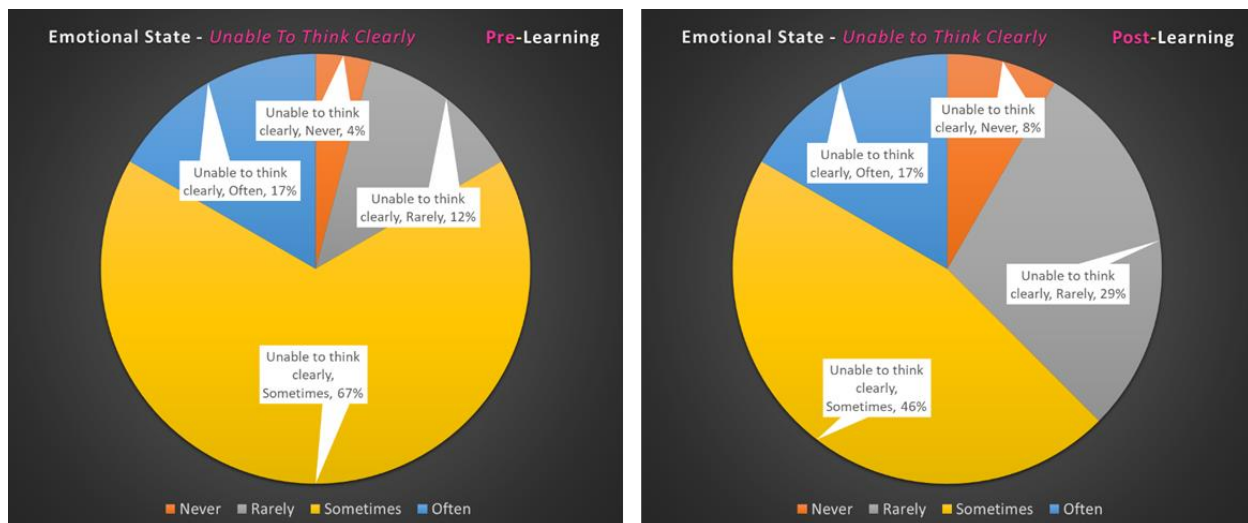 Emotional State - Unable To Think Clearly Pre-Learning
Unable to think
clearly, Never, 4%
Unable to think
clearly, Often, 17%
Unable to think
clearly, Rarely, 12%
Unable to think
clearly,
Sometimes, 67%
Never Rarely Sometimes Often
Emotional State - Unable to Think Clearly Post-Learning
Unable to think
clearly, Never, 8%
Unable to think
clearly, Often, 17%
Unable to think
clearly, Rarely, 29%
Unable to think
clearly,
Sometimes, 46%
Never Rarely Sometimes Often